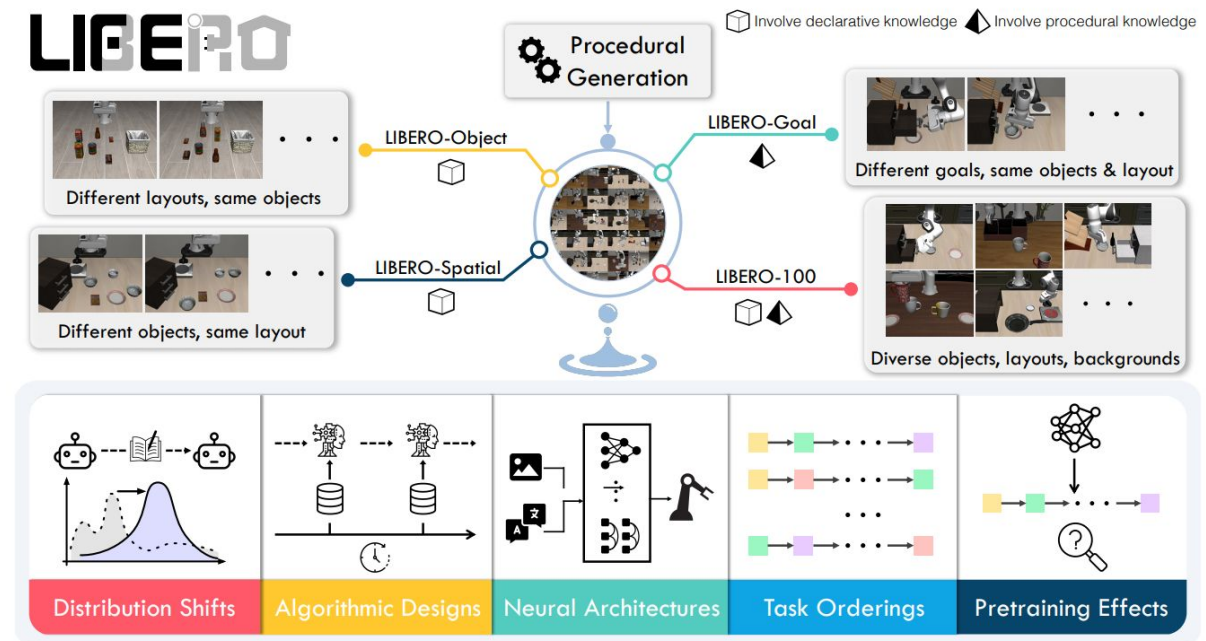 LIBERO
Involve declarative knowledge
Involve procedural knowledge
Procedural
Generation
LIBERO-Object
Different layouts, same objects
LIBERO-Goal
Different goals, same objects & layout
LIBERO-Spatial
Different objects, same layout
LIBERO-100
Diverse objects, layouts, backgrounds
A 文
?
Distribution Shifts
Algorithmic Designs
Neural Architectures
Task Orderings
Pretraining Effects